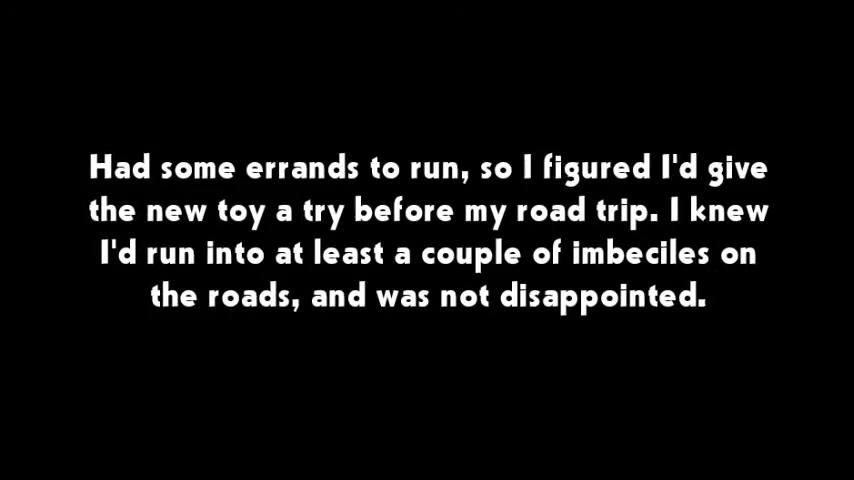 Had some errands to run, so I figured I'd give
the new toy a try before my road trip. I knew
I'd run into at least a couple of imbeciles on
the roads, and was not disappointed.